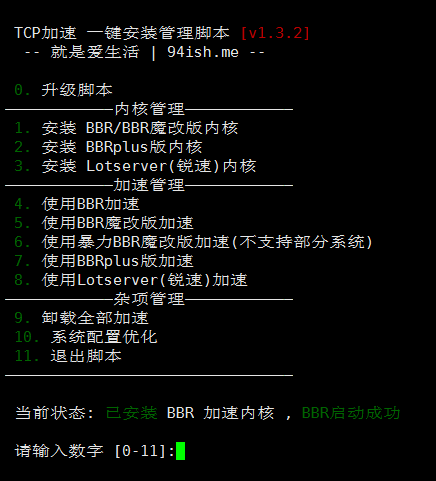 TCP加速 一键安装管理脚本 [v1.3.2]
-- 就是爱生活 | 94ish.me --
0. 升级脚本
————————————内核管理————————————
1. 安装 BBR/BBR魔改版内核
2. 安装 BBRplus版内核
3. 安装 Lotserver(锐速)内核
————————————加速管理————————————
4. 使用BBR加速
5. 使用BBR魔改版加速
6. 使用暴力BBR魔改版加速(不支持部分系统)
7. 使用BBRplus版加速
8. 使用Lotserver(锐速)加速
————————————杂项管理————————————
9. 卸载全部加速
10. 系统配置优化
11. 退出脚本
————————————————————————————————
当前状态: 已安装 BBR 加速内核 , BBR启动成功
请输入数字 [0-11]: